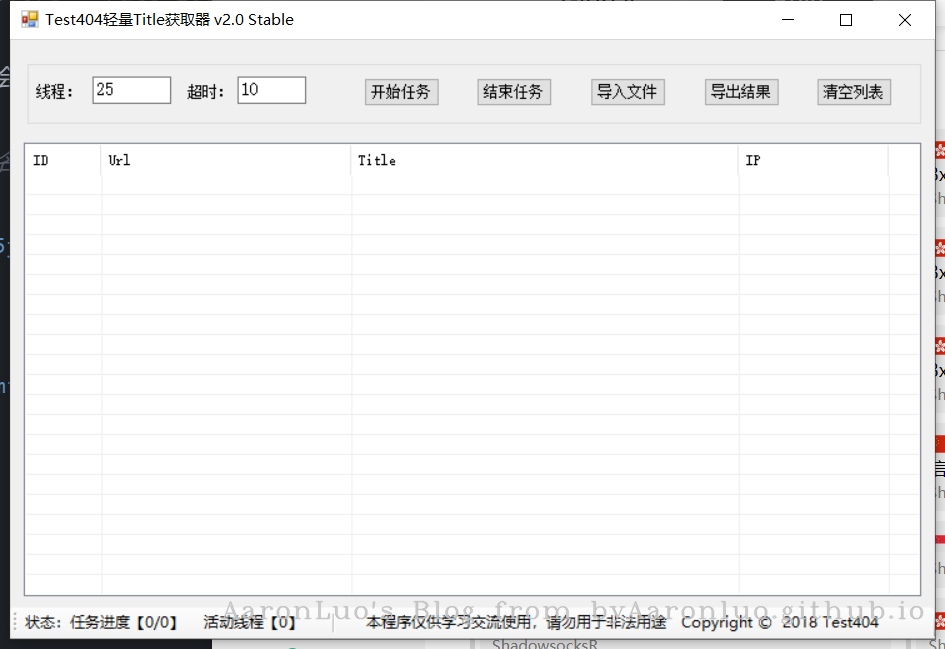 Test404轻量Title获取器 v2.0 Stable
线程： 25 超时： 10 开始任务 结束任务 导入文件 导出结果 清空列表
ID Url Title IP
AaronLuo's Blog from byAaronluo.github.io
状态：任务进度【0/0】 活动线程【0】 本程序仅供学习交流使用，请勿用于非法用途 Copyright © 2018 Test404
ShadowsocksR